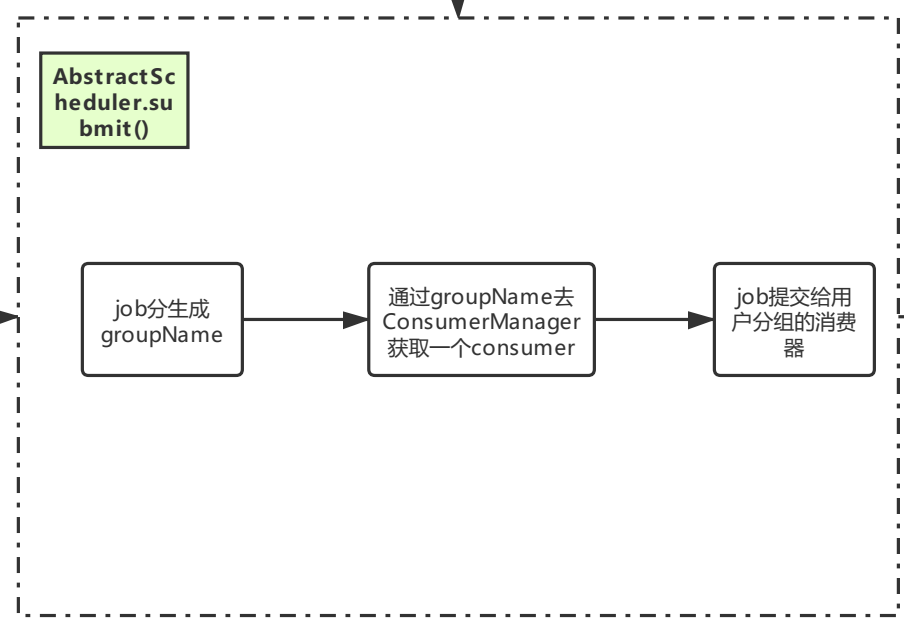 AbstractSc
heduler.su
bmit()
job分生成
groupName
通过groupName去
ConsumerManager
获取一个consumer
job提交给用
户分组的消费
器